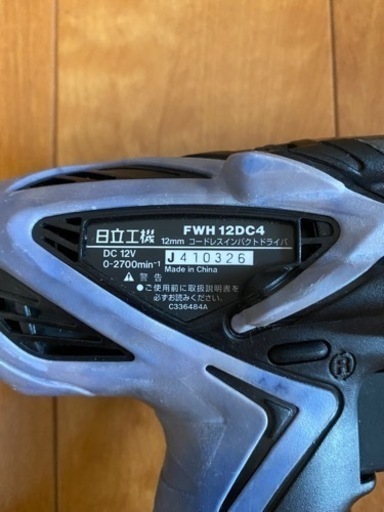 FWH 12DC4
日立工機 12mm コードレスインパクトドライバ
DC 12V
0-2700min⁻¹
J410326
Made in China
⚠ 警告
●ご使用前に取扱説明書を
必ずお読みください。
C336484A
R